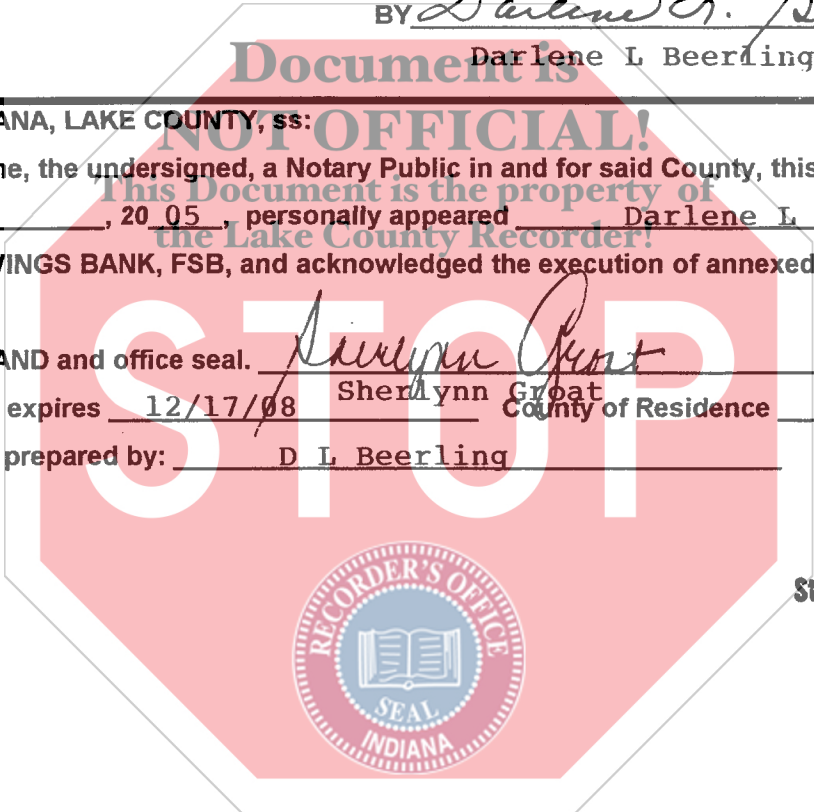 BY Darlene L. B
Darlene L Beerling
Document is
NOT OFFICIAL!
This Document is the property of
the Lake County Recorder!
ANA, LAKE COUNTY, ss:
e, the undersigned, a Notary Public in and for said County, this
, 20 05 , personally appeared Darlene L
VINGS BANK, FSB, and acknowledged the execution of annexed
AND and office seal. Sherlynn Groat
Sherlynn Groat
expires 12/17/08 County of Residence
prepared by: D L Beerling
STOP
RECORDER'S OFFICE
SEAL
INDIANA